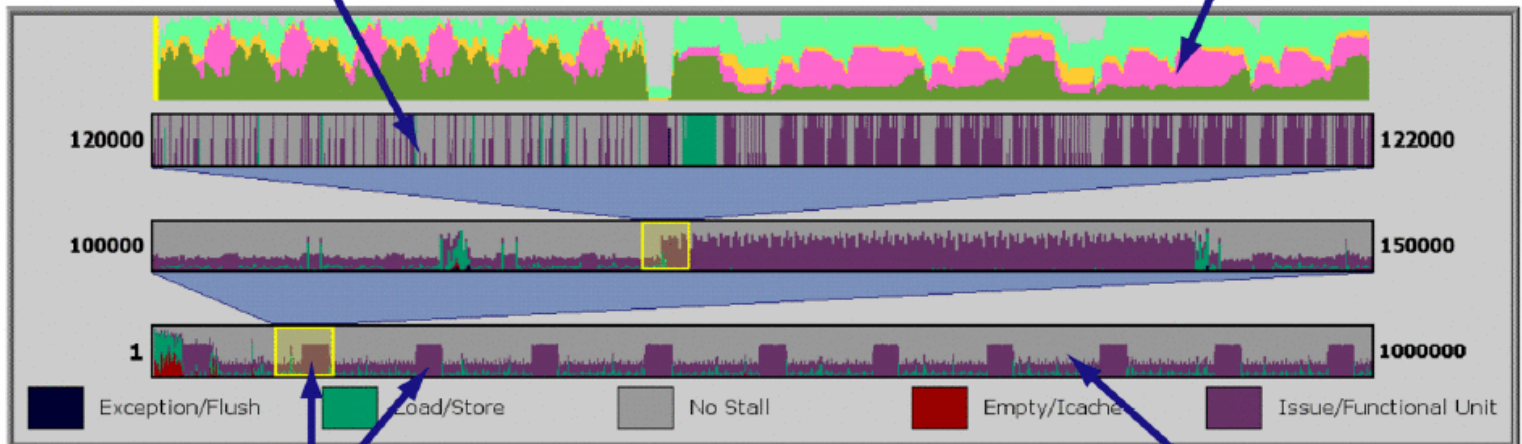 120000 122000
100000 150000
1 1000000
Exception/Flush Load/Store No Stall Empty/Icache Issue/Functional Unit